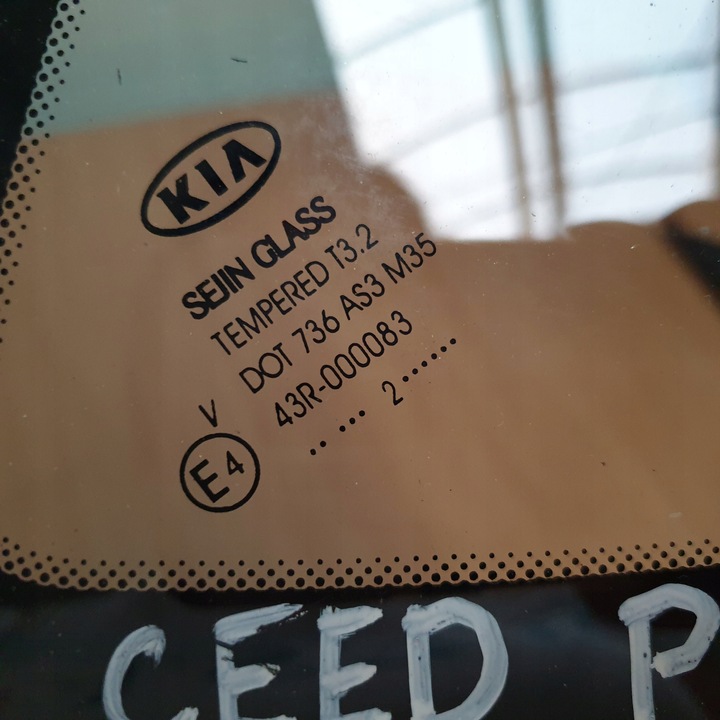 KIA
SEJIN GLASS
TEMPERED T3.2
DOT 736 AS3 M35
43R-000083
V
E4
.. ... 2......
CEED P